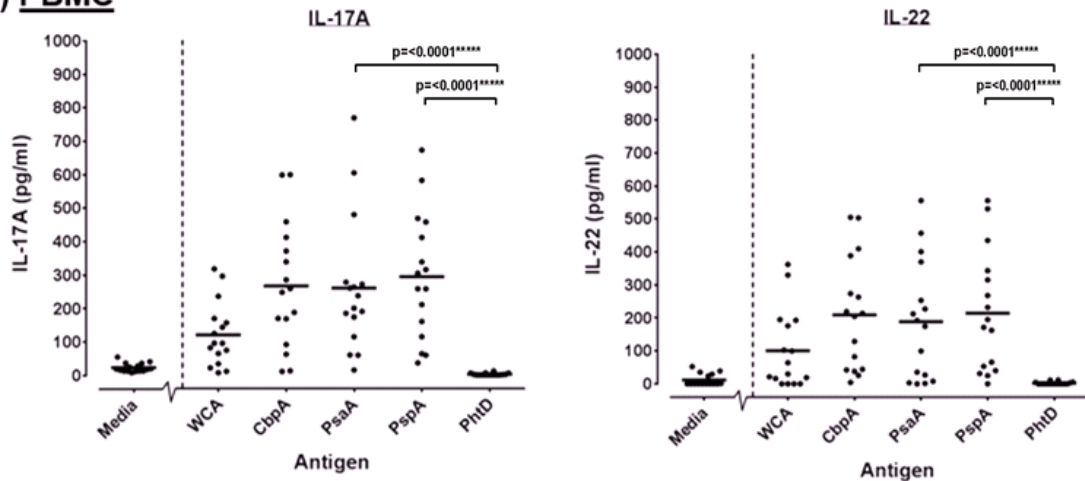 ) PBMC
IL-17A
1000
900
800
700
600
500
400
300
200
100
0
IL-17A (pg/ml)
p=<0.0001*****
p=<0.0001*****
Media
WCA
CbpA
PsaA
PspA
PhtD
Antigen
IL-22
1000
900
800
700
600
500
400
300
200
100
0
IL-22 (pg/ml)
p=<0.0001*****
p=<0.0001*****
Media
WCA
CbpA
PsaA
PspA
PhtD
Antigen